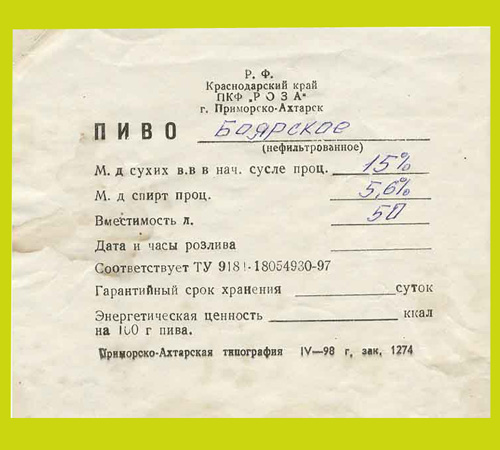 Р. Ф.
Краснодарский край
ПКФ „РОЗА"
г. Приморско-Ахтарск
ПИВО Боярское
(нефильтрованное)
М. д сухих в.в в нач. сусле проц. 15%
М. д спирт проц. 5,6%
Вместимость л. 50
Дата и часы розлива
Соответствует ТУ 9181-18054930-97
Гарантийный срок хранения суток
Энергетическая ценность ккал
на 100 г пива.
Приморско-Ахтарская типография IV—98 г, зак, 1274